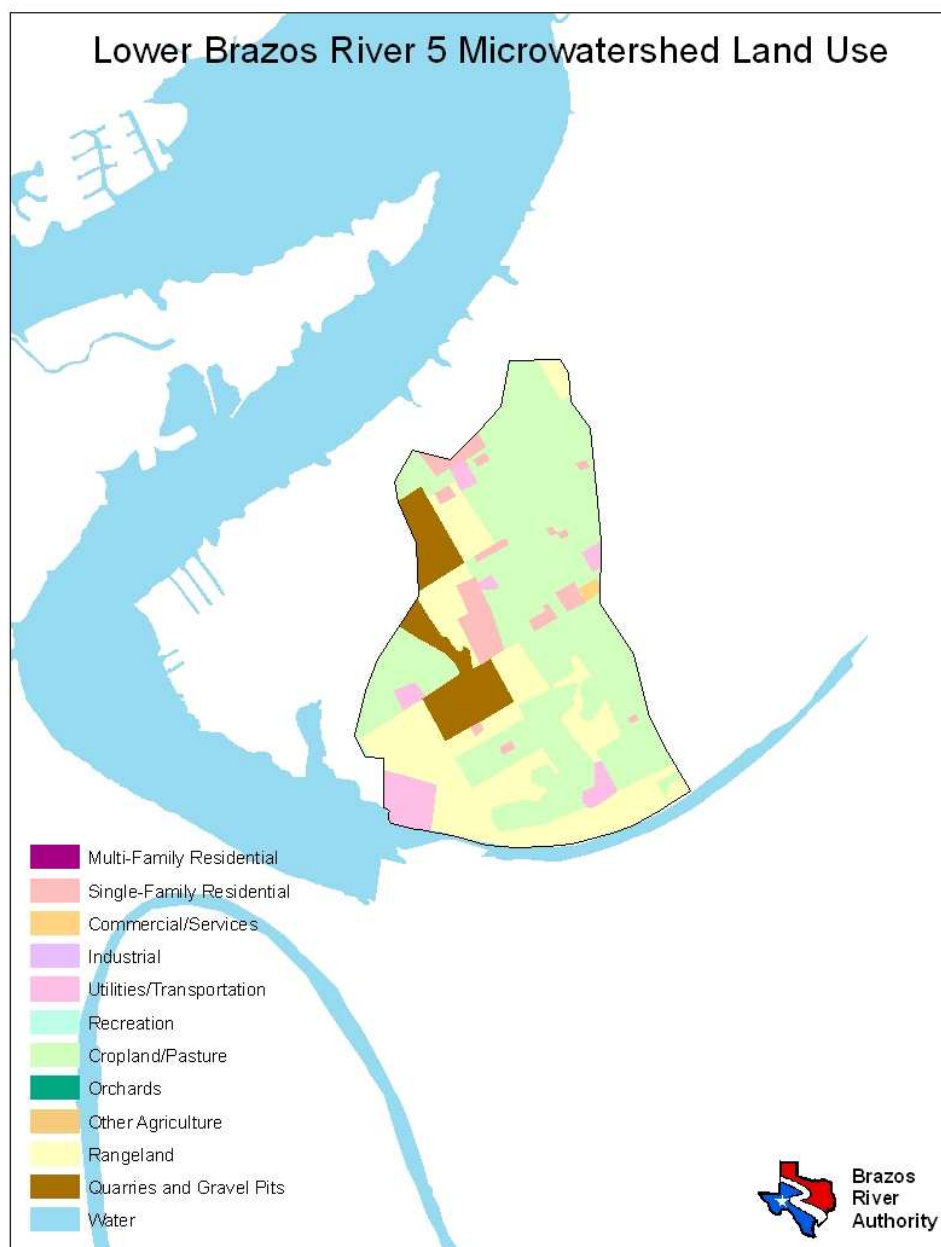 Lower Brazos River 5 Microwatershed Land Use
Multi-Family Residential
Single-Family Residential
Commercial/Services
Industrial
Utilities/Transportation
Recreation
Cropland/Pasture
Orchards
Other Agriculture
Rangeland
Quarries and Gravel Pits
Water
Brazos
River
Authority